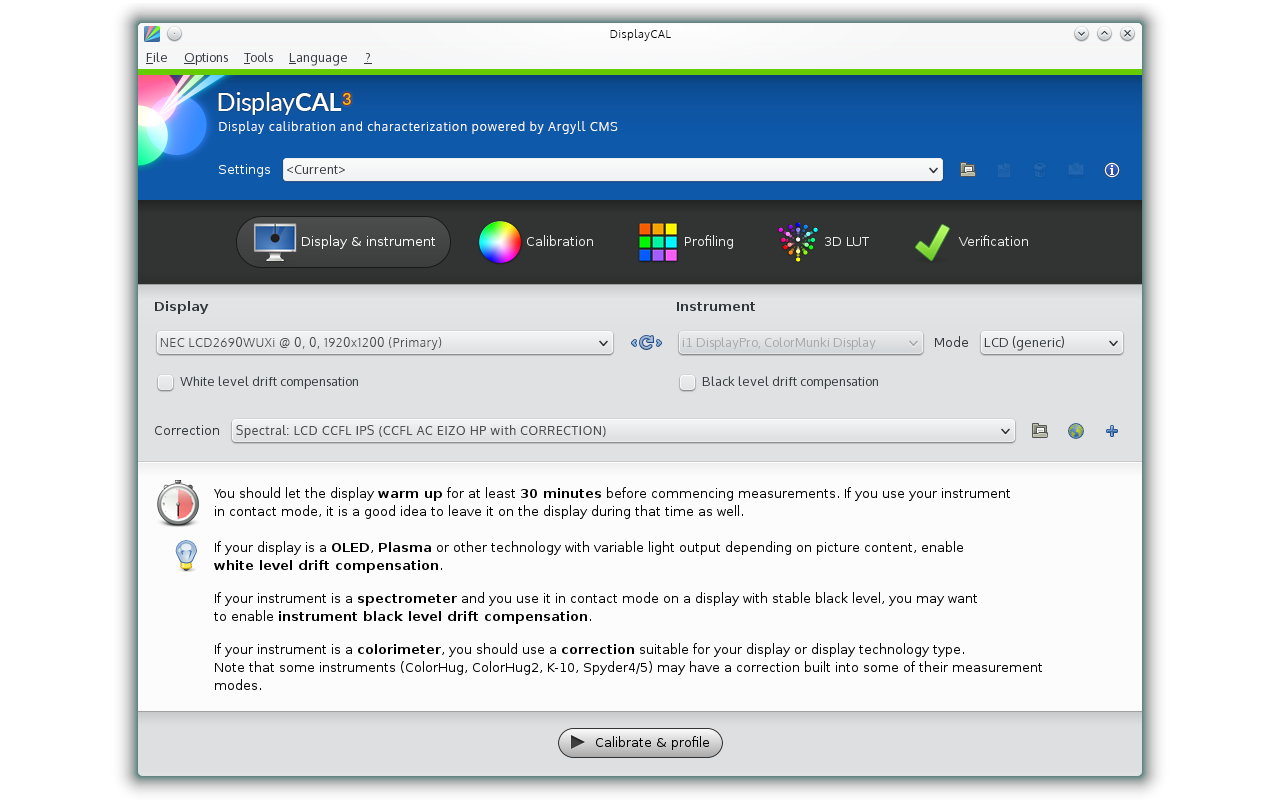 DisplayCAL
File Options Tools Language ?
DisplayCAL3
Display calibration and characterization powered by Argyll CMS
Settings <Current>
Display & instrument Calibration Profiling 3D LUT Verification
Display Instrument
NEC LCD2690WUXi @ 0, 0, 1920x1200 (Primary) i1 DisplayPro, ColorMunki Display Mode LCD (generic)
White level drift compensation Black level drift compensation
Correction Spectral: LCD CCFL IPS (CCFL AC EIZO HP with CORRECTION)
You should let the display warm up for at least 30 minutes before commencing measurements. If you use your instrument
in contact mode, it is a good idea to leave it on the display during that time as well.
If your display is a OLED, Plasma or other technology with variable light output depending on picture content, enable
white level drift compensation.
If your instrument is a spectrometer and you use it in contact mode on a display with stable black level, you may want
to enable instrument black level drift compensation.
If your instrument is a colorimeter, you should use a correction suitable for your display or display technology type.
Note that some instruments (ColorHug, ColorHug2, K-10, Spyder4/5) may have a correction built into some of their measurement
modes.
Calibrate & profile